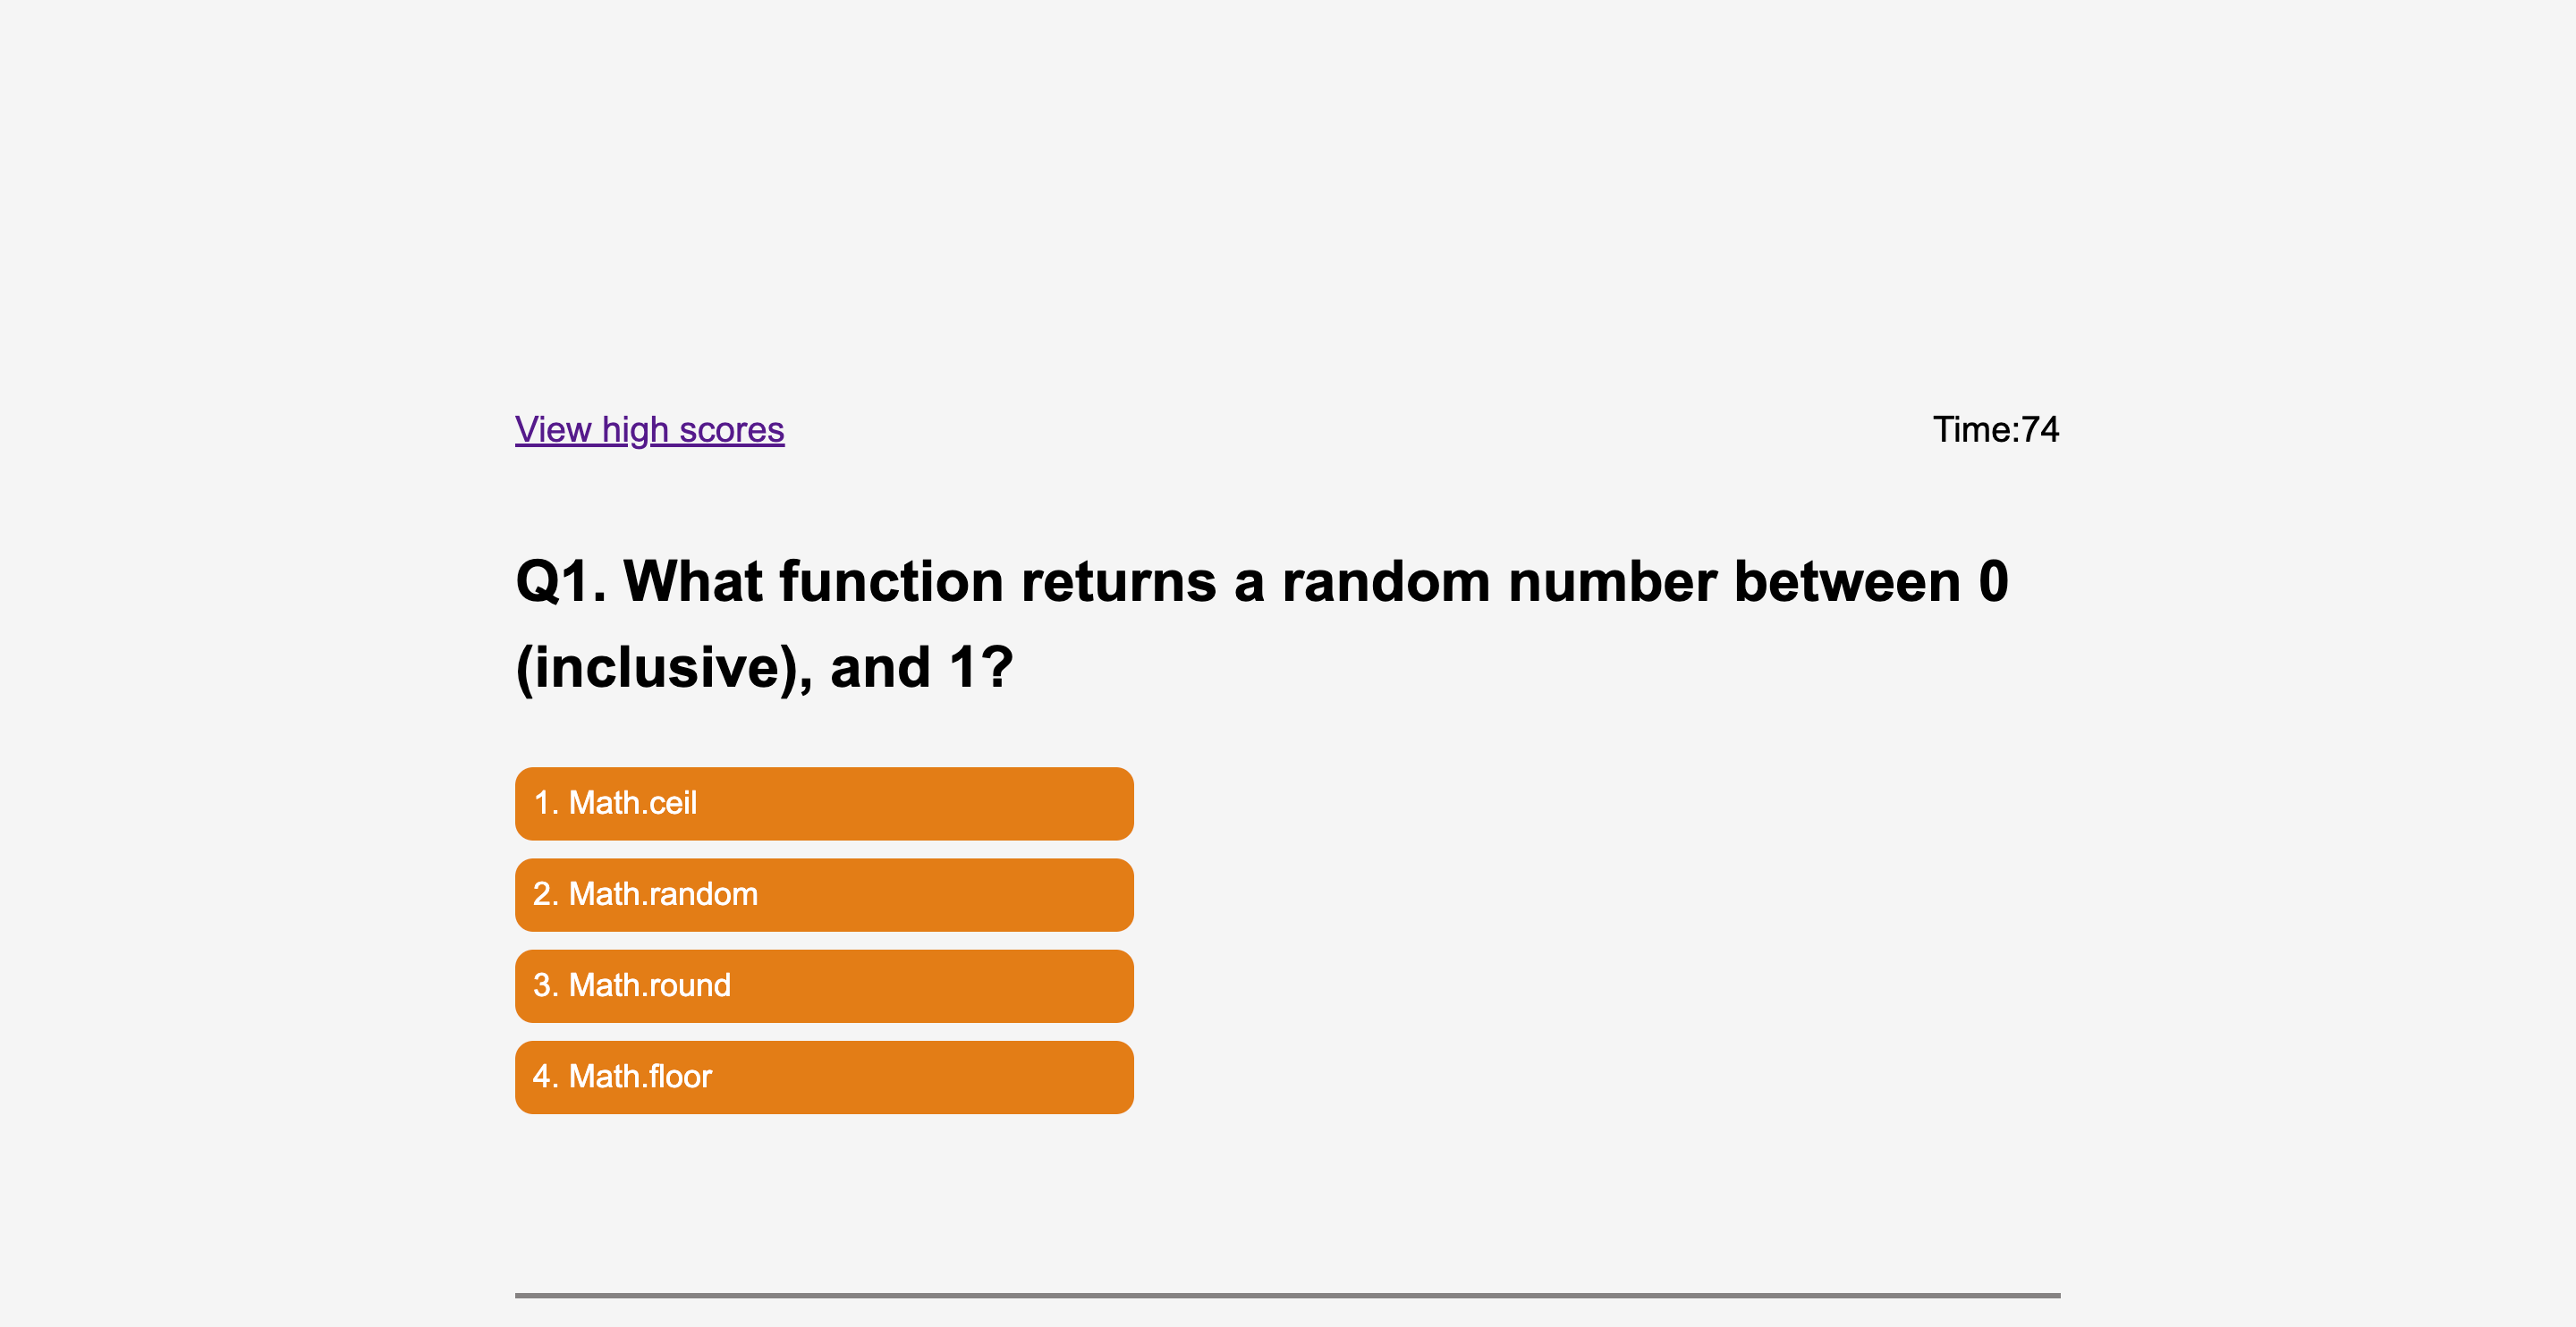 View high scores
Time:74
Q1. What function returns a random number between 0
(inclusive), and 1?
1. Math.ceil
2. Math.random
3. Math.round
4. Math.floor